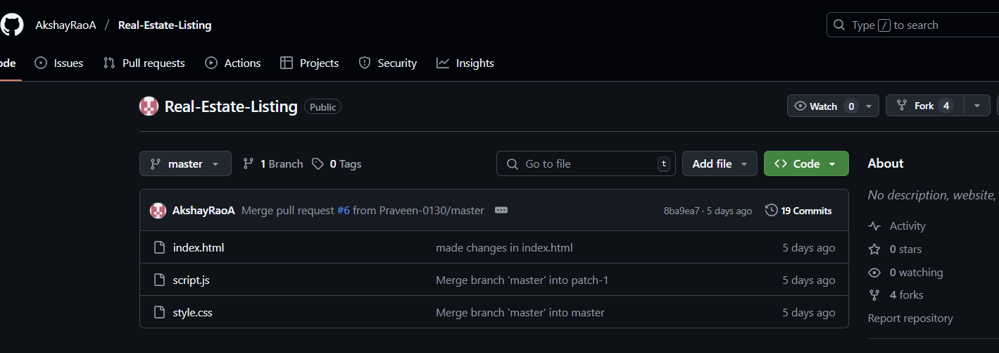 AkshayRaoA / Real-Estate-Listing Type / to search
ode Issues Pull requests Actions Projects Security Insights
Real-Estate-Listing Public Watch 0 Fork 4
master 1 Branch 0 Tags Go to file t Add file Code
AkshayRaoA Merge pull request #6 from Praveen-0130/master 8ba9ea7 · 5 days ago 19 Commits
index.html made changes in index.html 5 days ago
script.js Merge branch 'master' into patch-1 5 days ago
style.css Merge branch 'master' into master 5 days ago
About
No description, website,
Activity
0 stars
0 watching
4 forks
Report repository